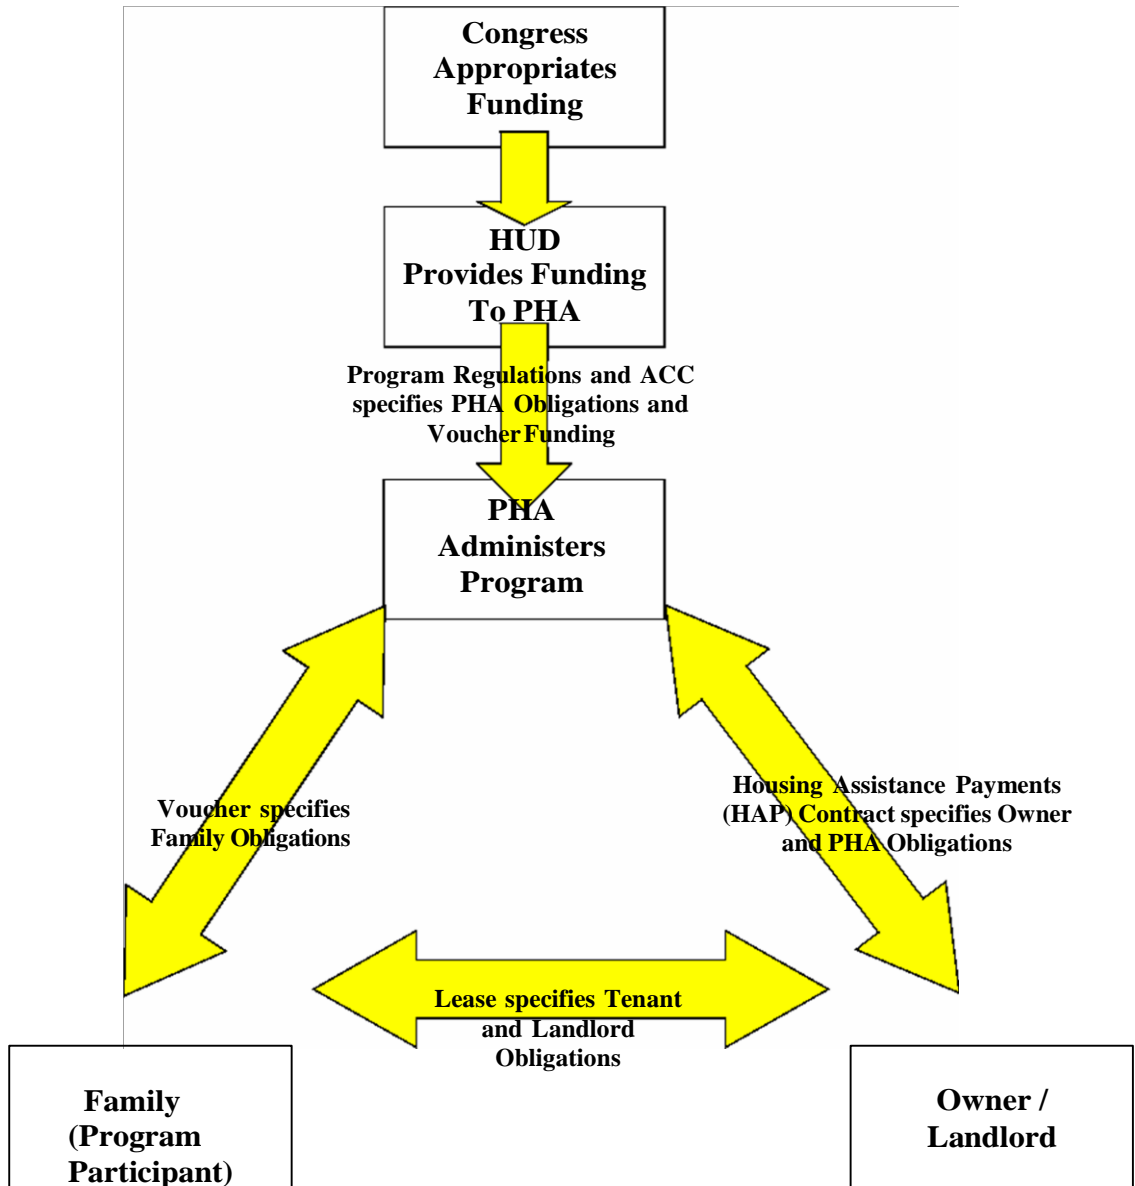 Congress
Appropriates
Funding
HUD
Provides Funding
To PHA
Program Regulations and ACC
specifies PHA Obligations and
Voucher Funding
PHA
Administers
Program
Voucher specifies
Family Obligations
Housing Assistance Payments
(HAP) Contract specifies Owner
and PHA Obligations
Lease specifies Tenant
and Landlord
Obligations
Family
(Program
Participant)
Owner /
Landlord